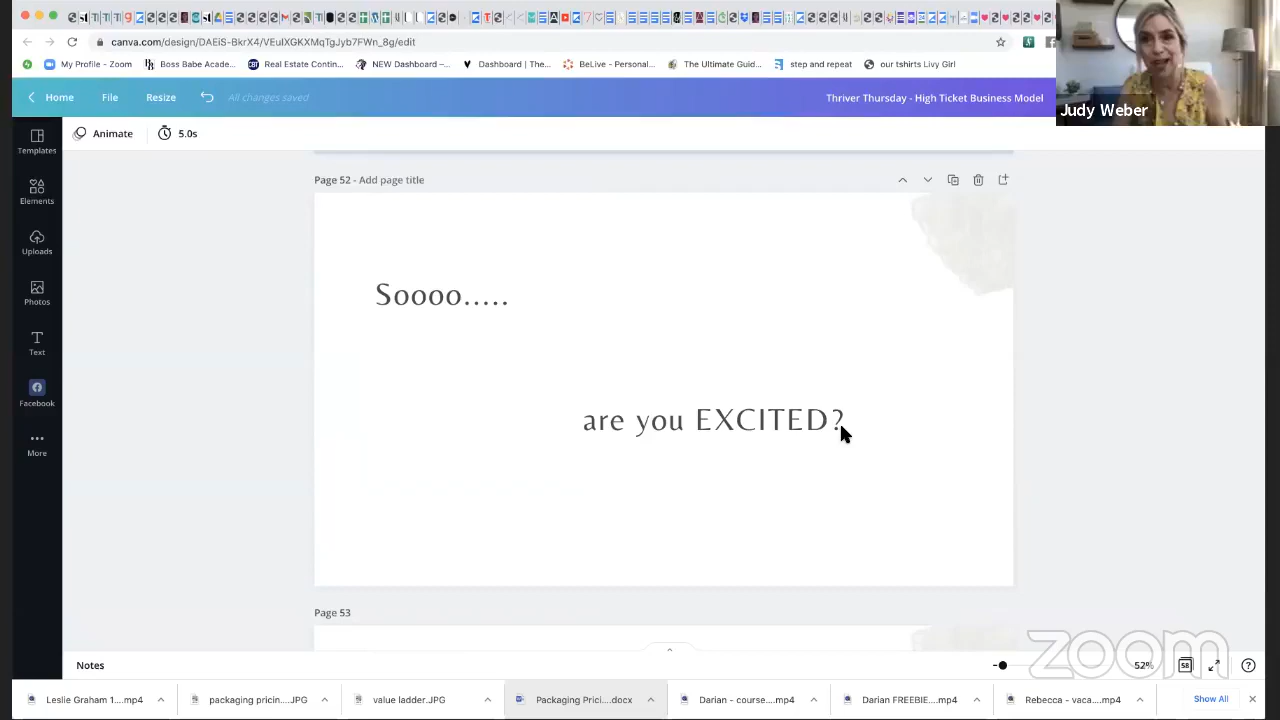 canva.com/design/DAEiS-BkrX4/VEuIXGKXMqTgJyb7FWn_8g/edit
My Profile - Zoom
Boss Babe Acade...
Real Estate Contin...
NEW Dashboard –...
Dashboard | The...
BeLive - Personal...
The Ultimate Guid...
step and repeat
our tshirts Livy Girl
Home
File
Resize
All changes saved
Thriver Thursday - High Ticket Business Model
Judy Weber
Animate
5.0s
Templates
Elements
Uploads
Photos
Text
Facebook
More
Page 52 - Add page title
Soooo.....
are you EXCITED?
Page 53
zoom
Notes
52%
58
Leslie Graham 1....mp4
packaging pricin....JPG
value ladder.JPG
Packaging Prici....docx
Darian - course....mp4
Darian FREEBIE....mp4
Rebecca - vaca....mp4
Show All